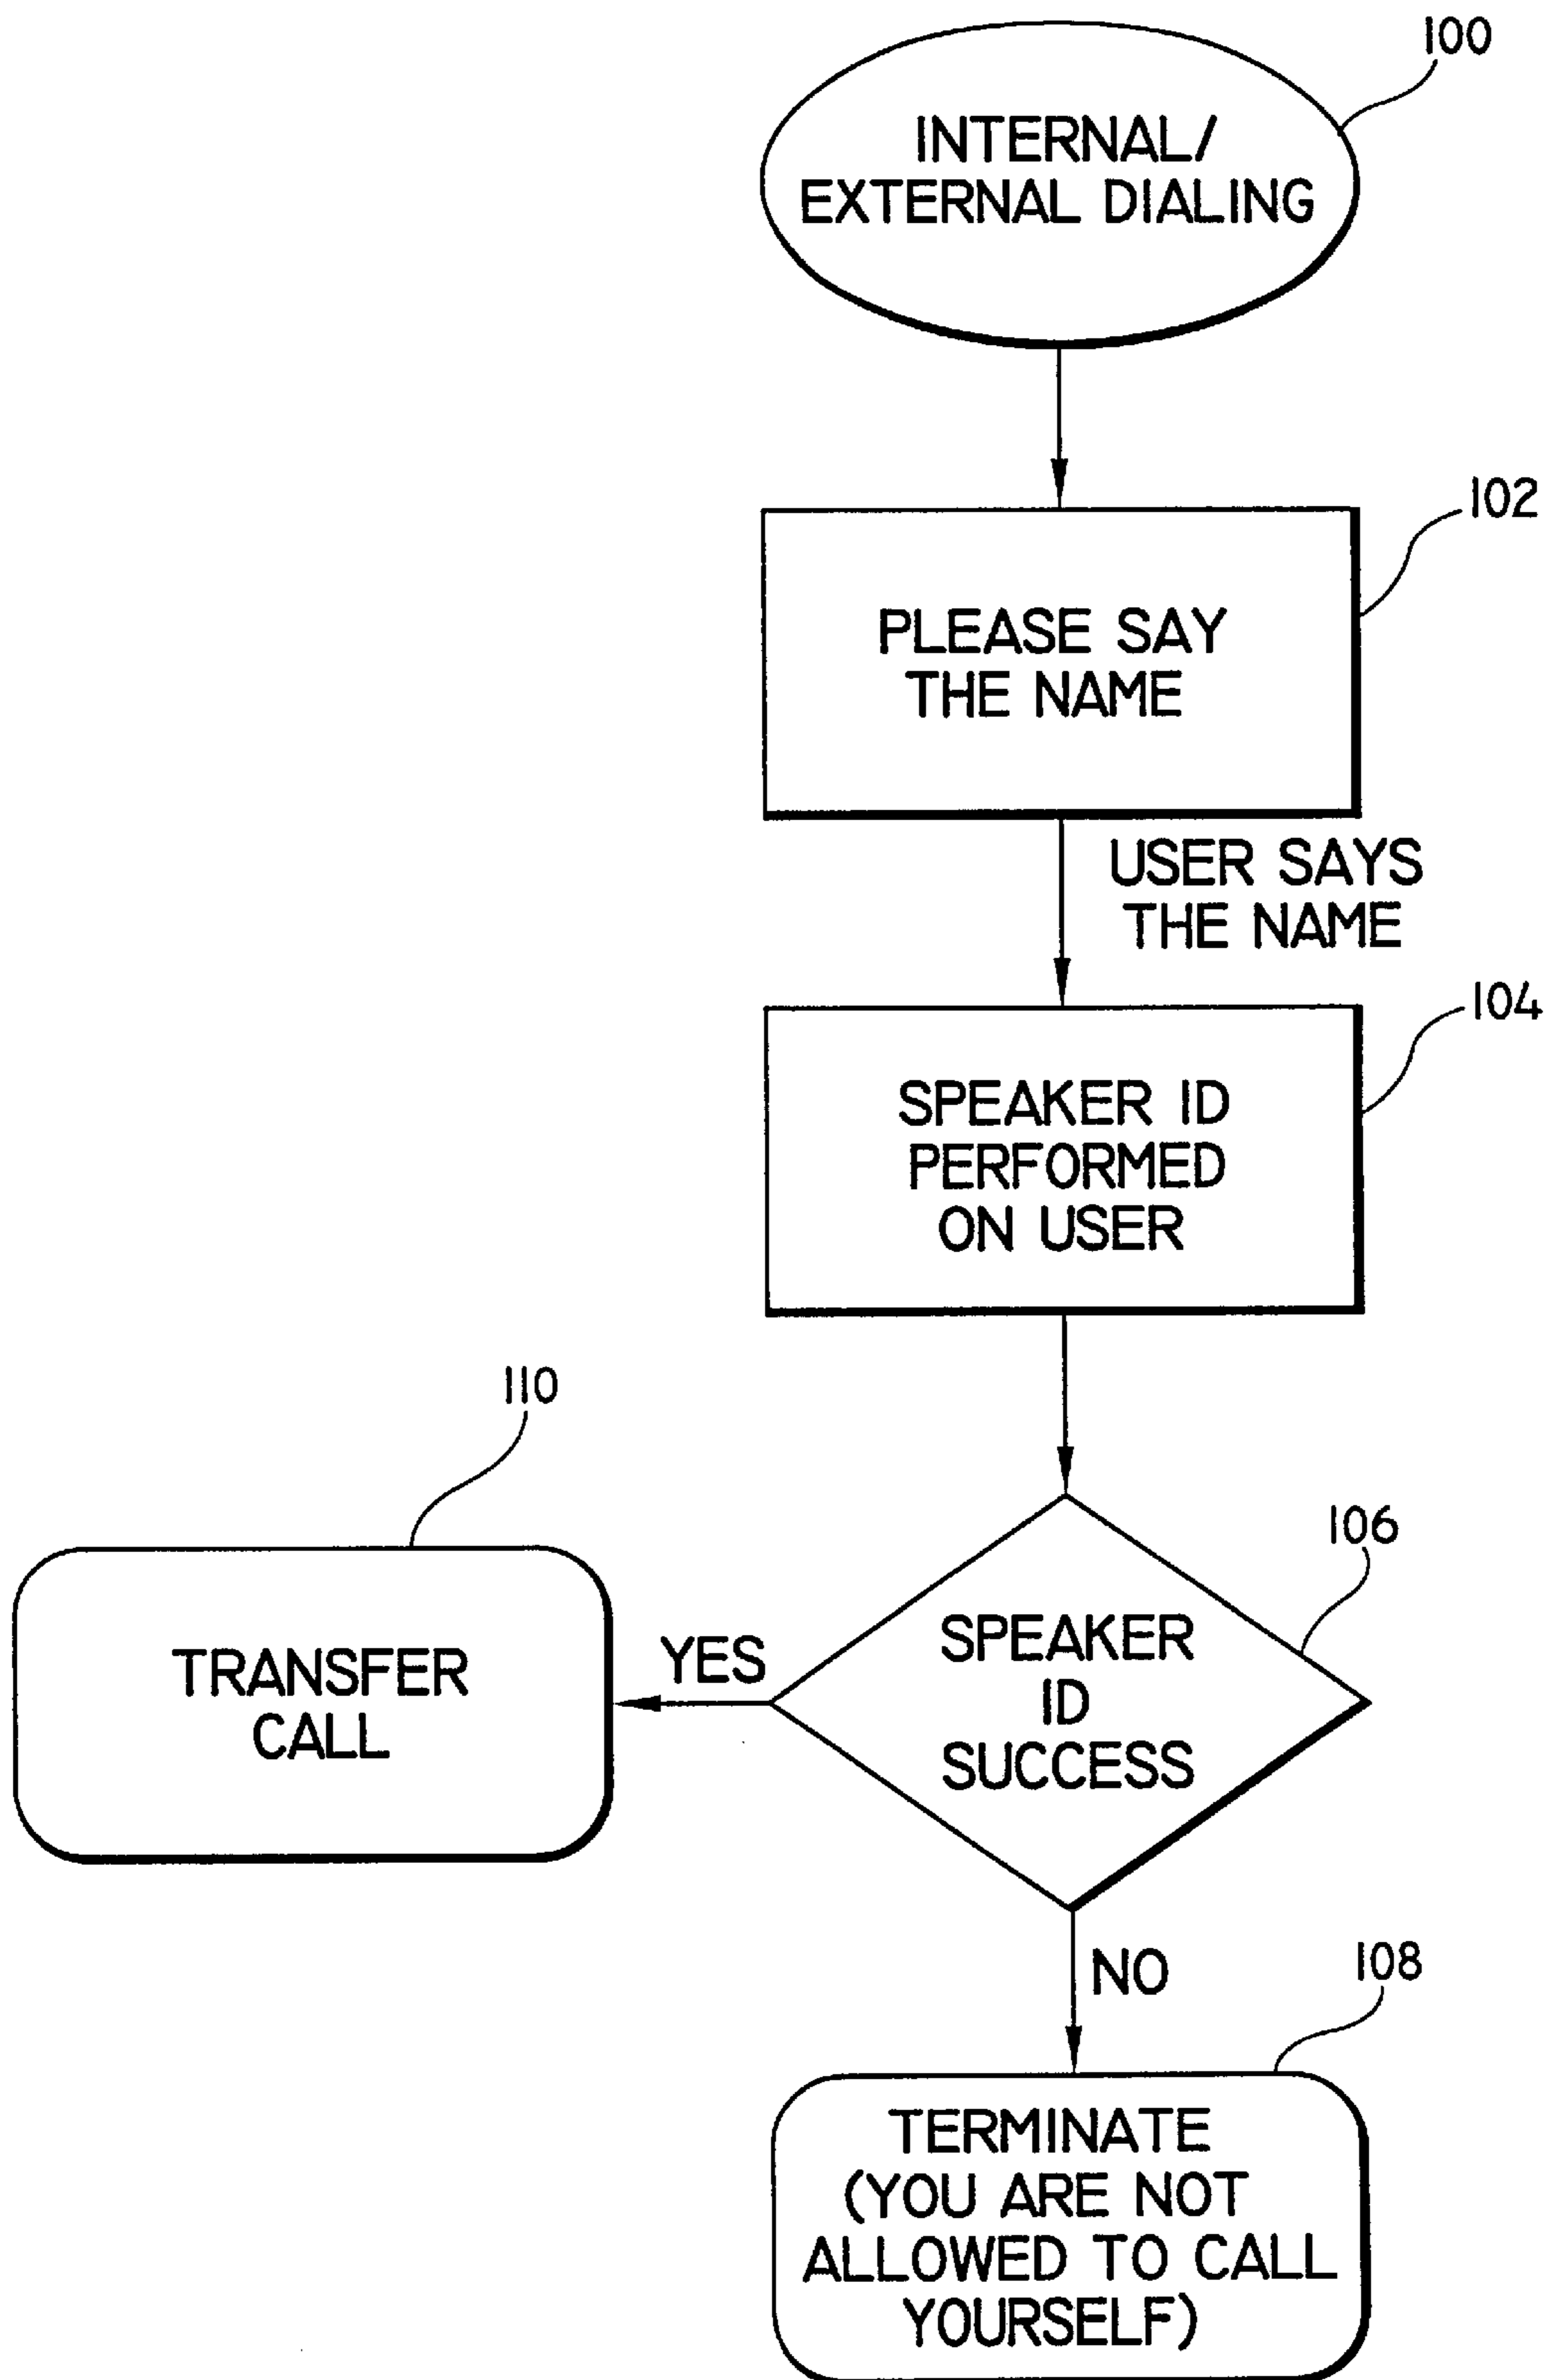 100
INTERNAL/
EXTERNAL DIALING
102
PLEASE SAY
THE NAME
USER SAYS
THE NAME
104
SPEAKER ID
PERFORMED
ON USER
110
106
TRANSFER
CALL
YES
SPEAKER
ID
SUCCESS
NO
108
TERMINATE
(YOU ARE NOT
ALLOWED TO CALL
YOURSELF)